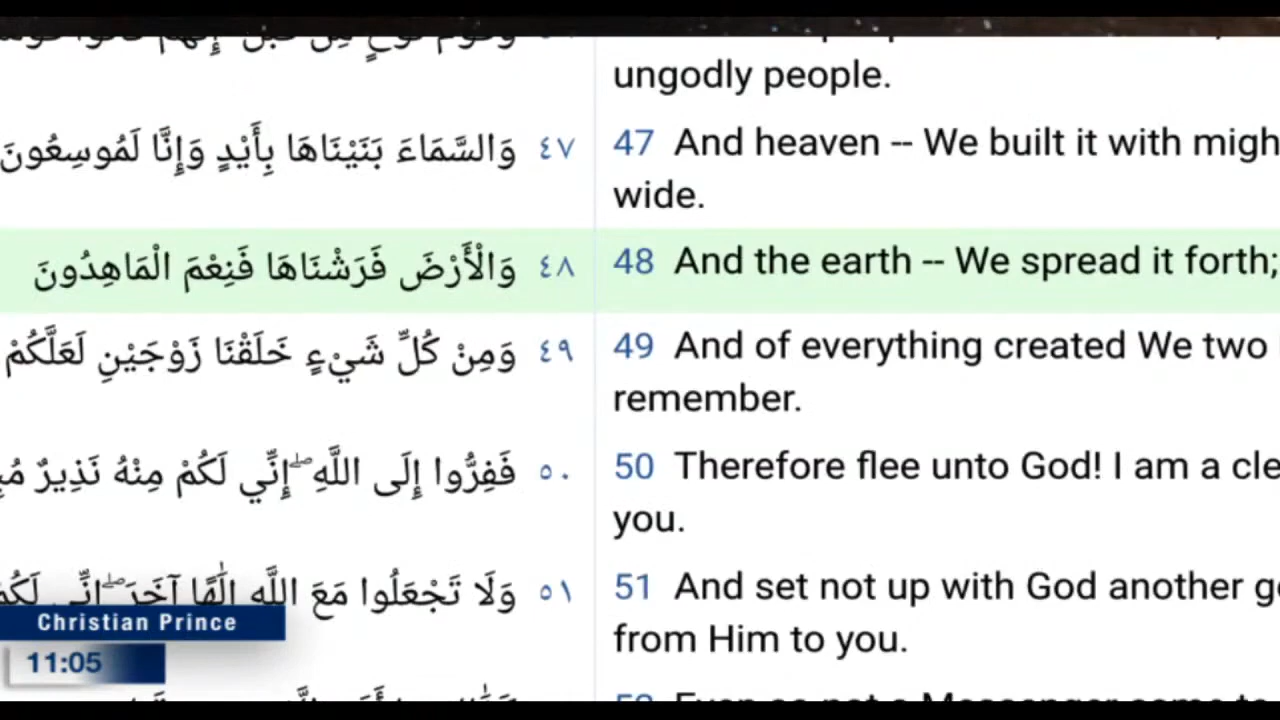 ungodly people.
وَالسَّمَاءَ بَنَيْنَاهَا بِأَيْدٍ وَإِنَّا لَمُوسِعُونَ ٤٧
47 And heaven -- We built it with
wide.
وَالْأَرْضَ فَرَشْنَاهَا فَنِعْمَ الْمَاهِدُونَ ٤٨
48 And the earth -- We spread it forth;
وَمِنْ كُلِّ شَيْءٍ خَلَقْنَا زَوْجَيْنِ لَعَلَّكُمْ ٤٩
49 And of everything created We two
remember.
فَفِرُّوا إِلَى اللَّهِ ۖ إِنِّي لَكُمْ مِنْهُ نَذِيرٌ ٥٠
50 Therefore flee unto God! I am a
you.
وَلَا تَجْعَلُوا مَعَ اللَّهِ إِلَٰهًا آخَرَ ۖ إِنِّي ٥١
51 And set not up with God another
from Him to you.
Christian Prince
11:05